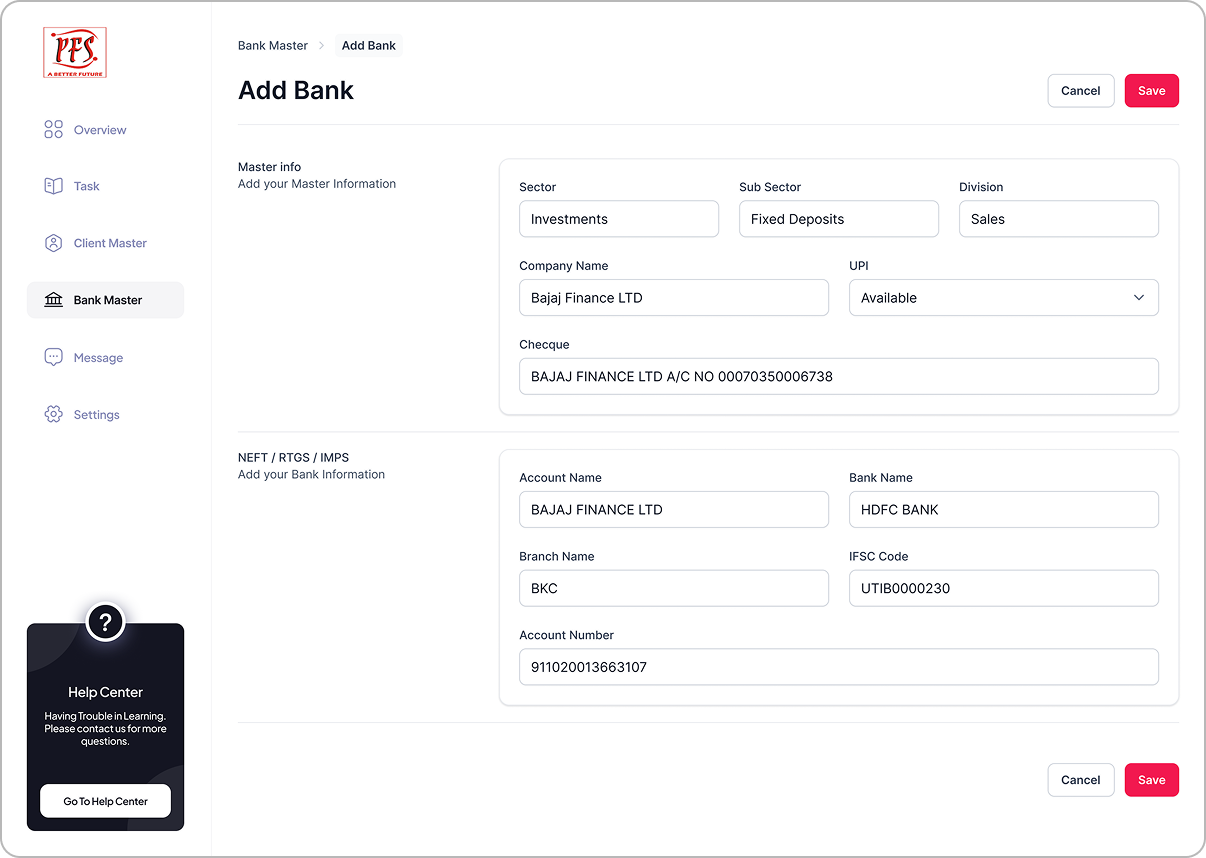 PFS.
A BETTER FUTURE
Overview
Task
Client Master
Bank Master
Message
Settings
?
Help Center
Having Trouble in Learning.
Please contact us for more
questions.
Go To Help Center
Bank Master > Add Bank
Add Bank
Cancel Save
Master info
Add your Master Information
Sector Sub Sector Division
Investments Fixed Deposits Sales
Company Name UPI
Bajaj Finance LTD Available
Checque
BAJAJ FINANCE LTD A/C NO 00070350006738
NEFT / RTGS / IMPS
Add your Bank Information
Account Name Bank Name
BAJAJ FINANCE LTD HDFC BANK
Branch Name IFSC Code
BKC UTIB0000230
Account Number
911020013663107
Cancel Save